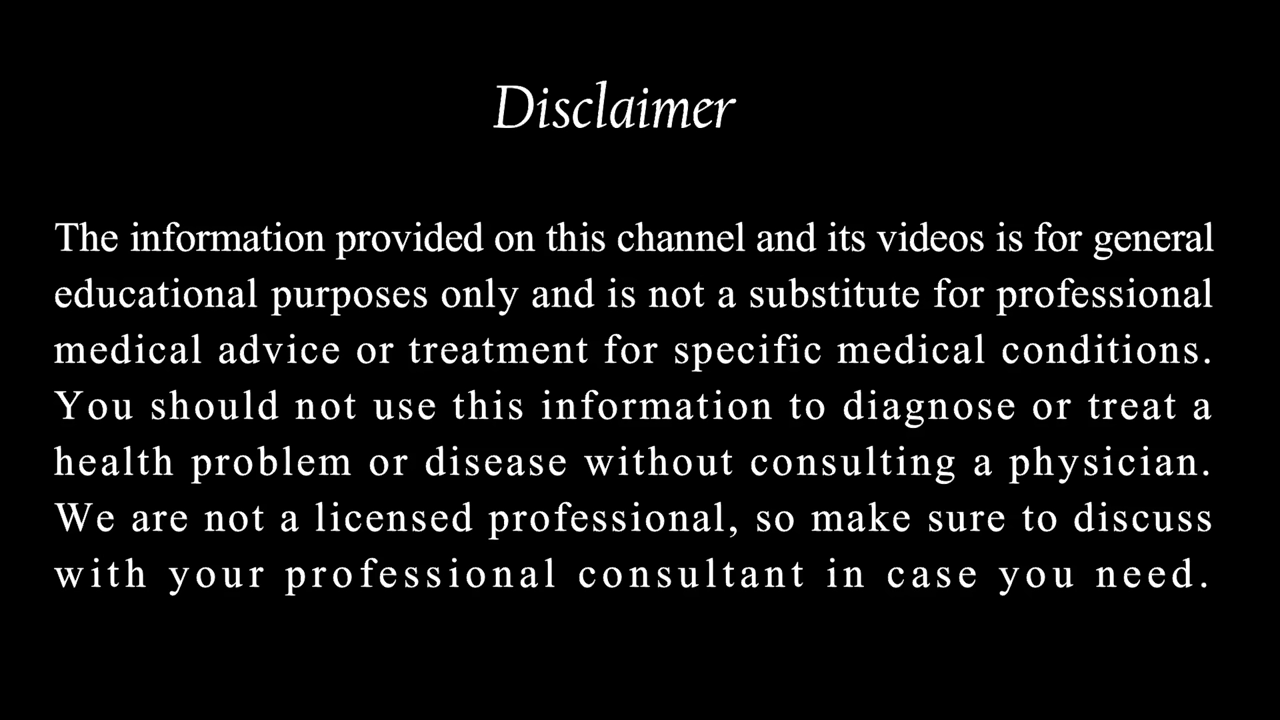 Disclaimer
The information provided on this channel and its videos is for general
educational purposes only and is not a substitute for professional
medical advice or treatment for specific medical conditions.
You should not use this information to diagnose or treat a
health problem or disease without consulting a physician.
We are not a licensed professional, so make sure to discuss
with your professional consultant in case you need.